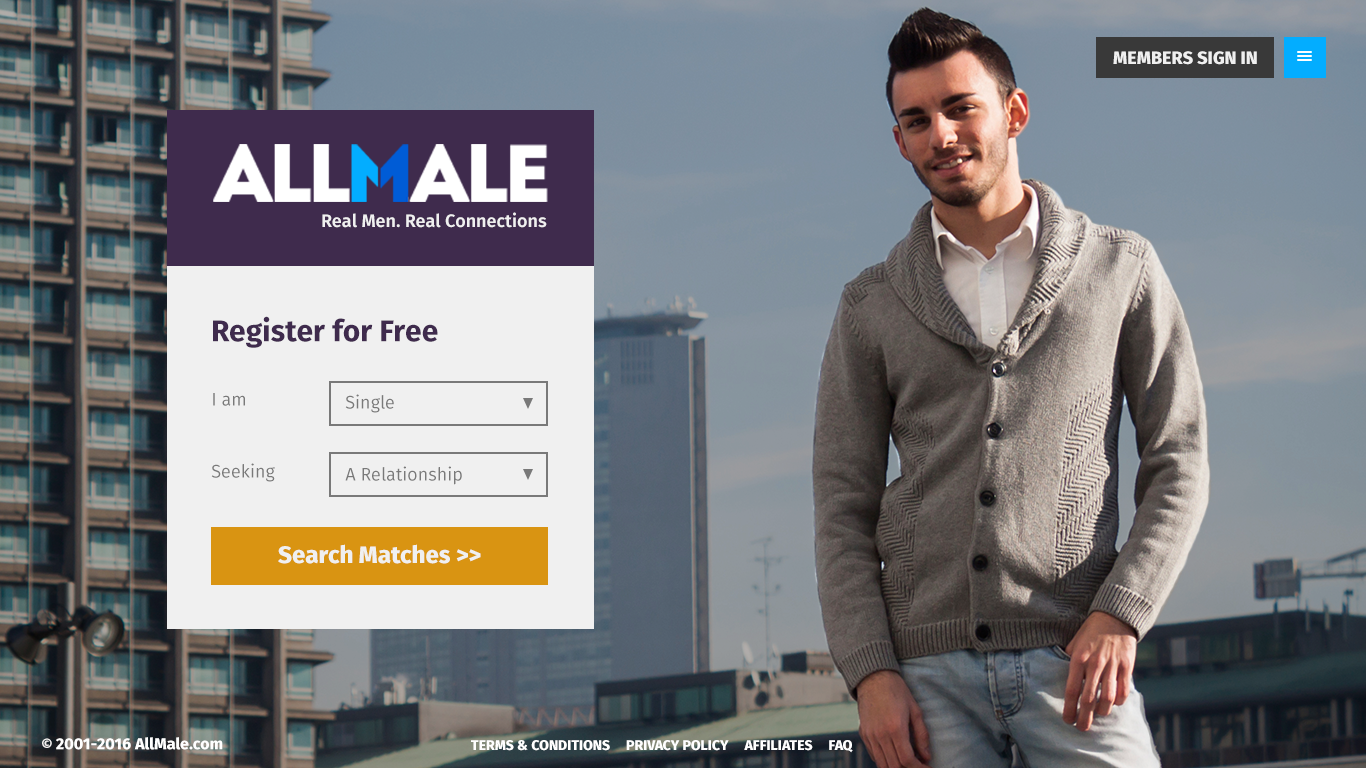 MEMBERS SIGN IN
ALLMALE
Real Men. Real Connections
Register for Free
I am
Single
Seeking
A Relationship
Search Matches >>
© 2001-2016 AllMale.com
TERMS & CONDITIONS PRIVACY POLICY AFFILIATES FAQ